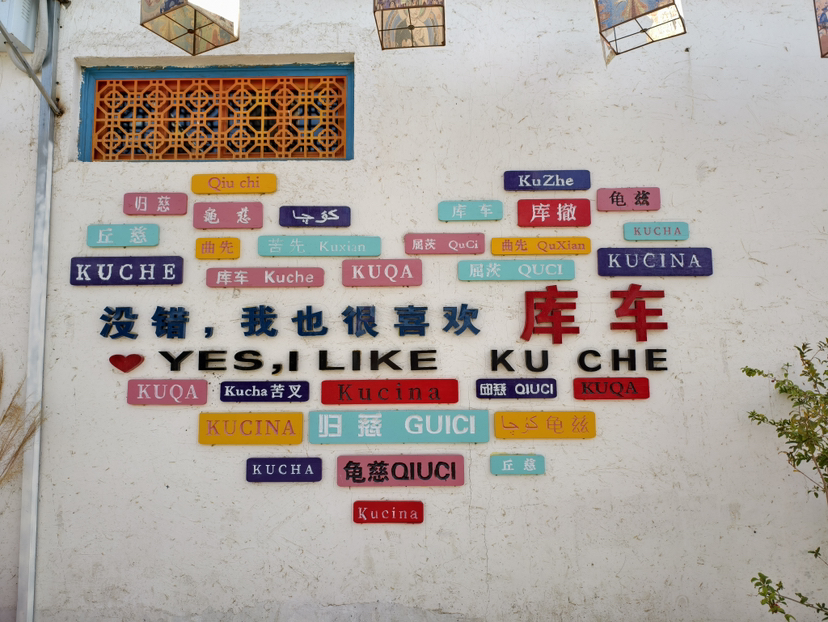 Qiu chi
KuZhe
归慈
龟慈
كۇچا
库车
库撤
龟兹
丘慈
曲先
苦先 Kuxian
屈茨 QuCi
曲先 QuXian
KUCHA
KUCHE
库车 Kuche
KUQA
屈茨 QUCI
KUCINA
没错，我也很喜欢 库车
YES,I LIKE KU CHE
KUQA
Kucha苦叉
Kucina
邱慈 QIUCI
KUQA
KUCINA
归慈 GUICI
كۇچا 龟兹
KUCHA
龟慈QIUCI
丘慈
Kucina